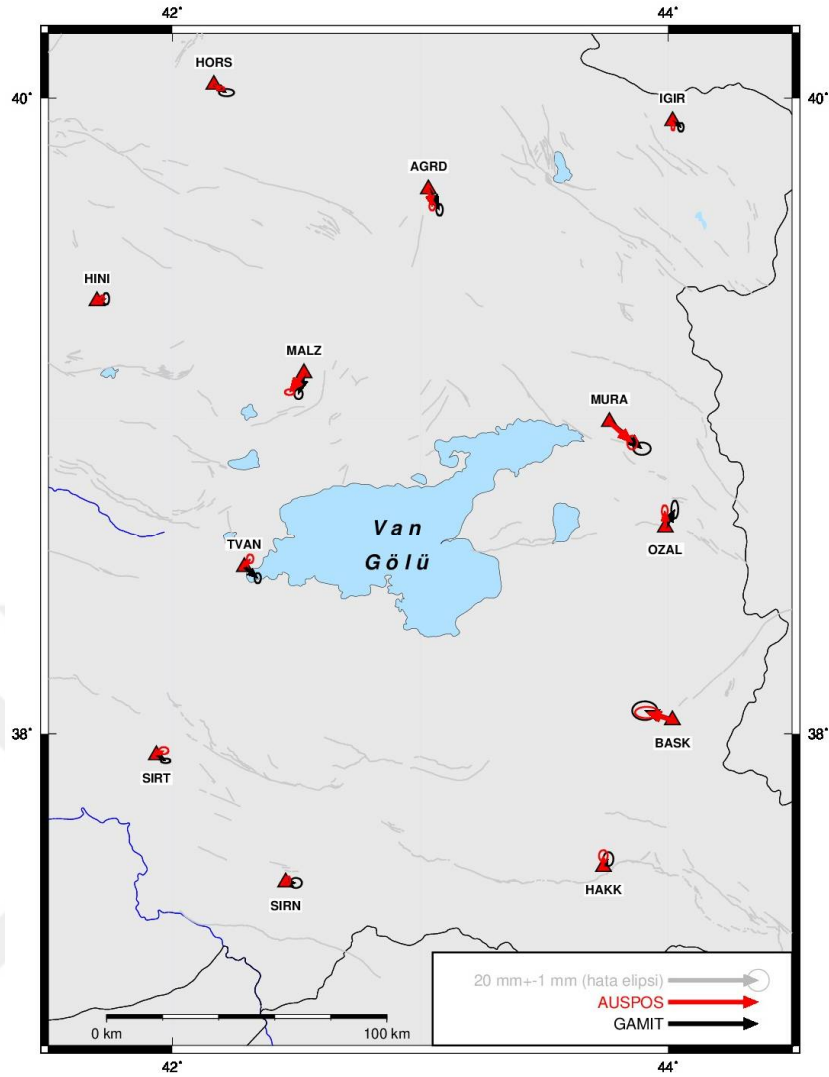 42˚ 44˚
HORS
40˚ 40˚
IGIR
AGRD
HINI
MALZ
MURA
Van
Gölü
TVAN
OZAL
38˚ 38˚
BASK
SIRT
HAKK
SIRN
20 mm+-1 mm (hata elipsi)
AUSPOS
GAMIT
0 km 100 km
42˚ 44˚